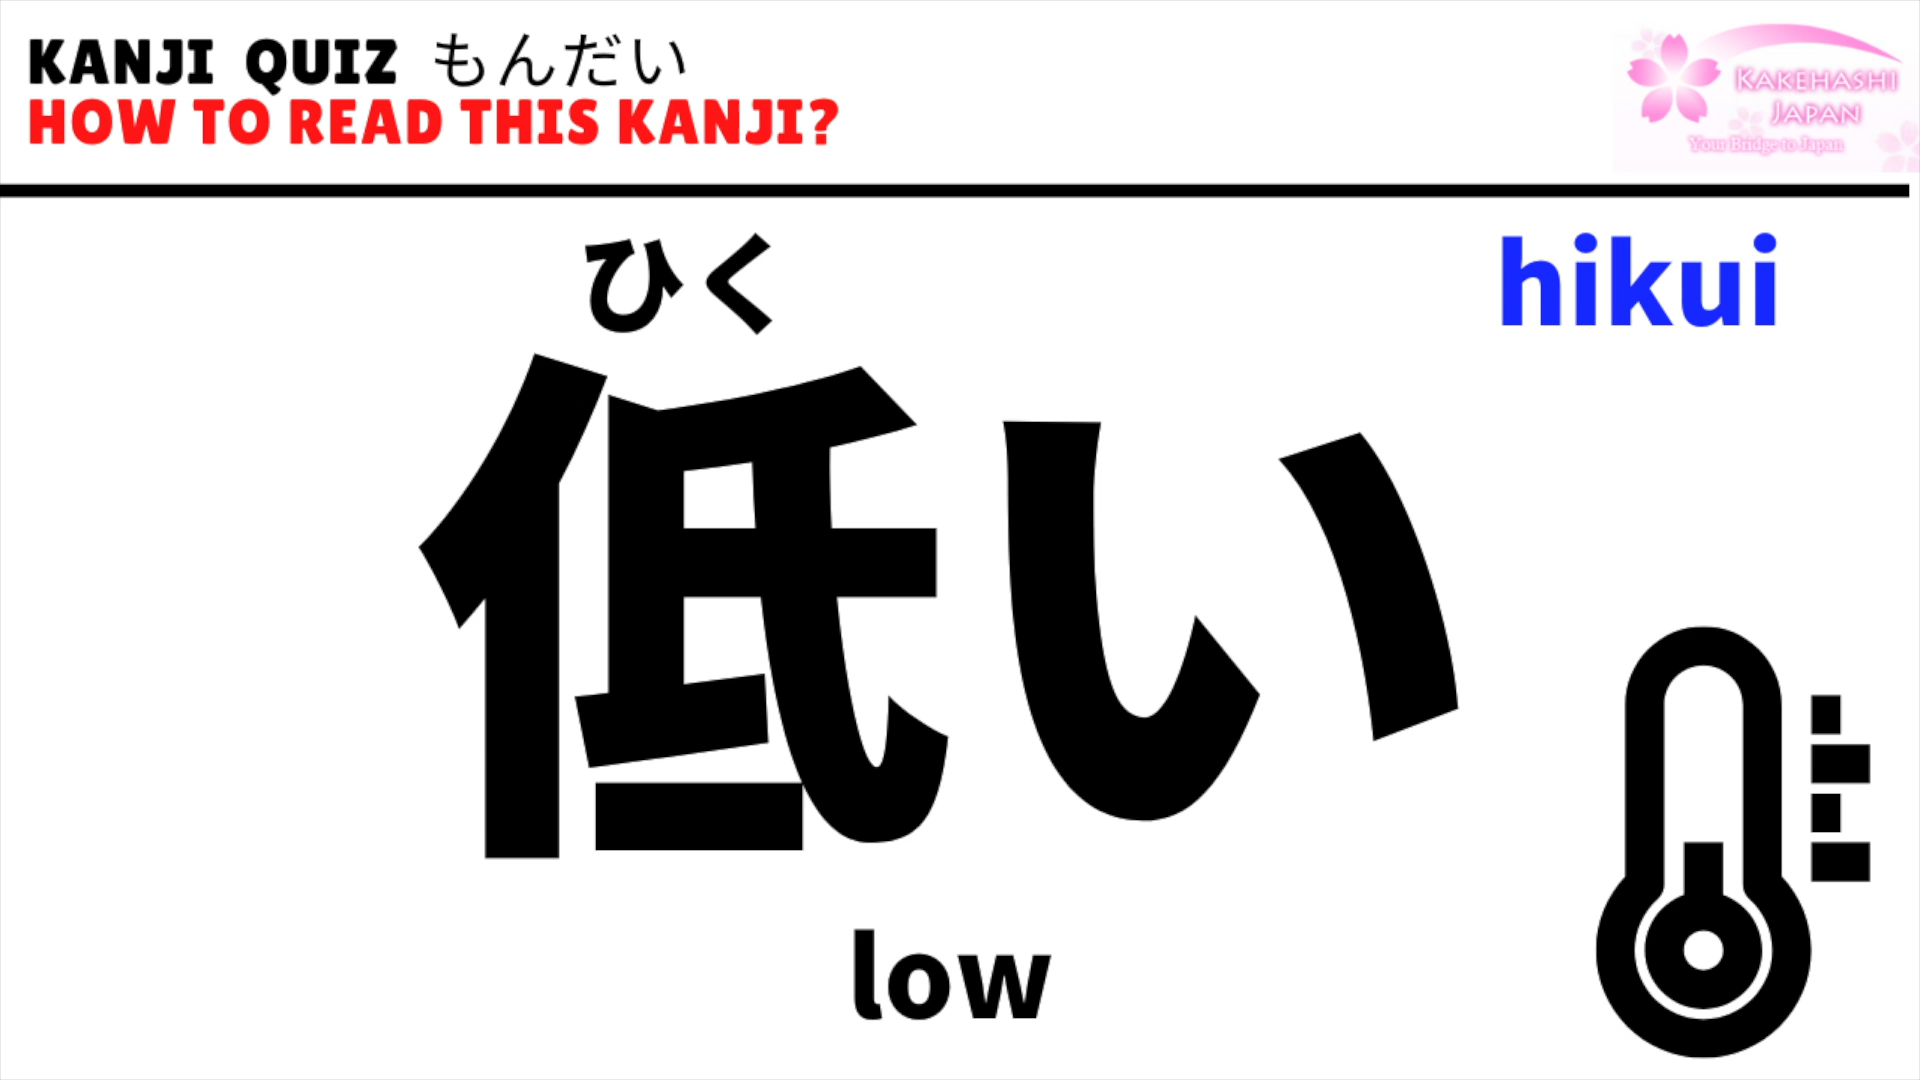 KANJI QUIZ もんだい
HOW TO READ THIS KANJI?
KAKEHASHI
JAPAN
Your Bridge to Japan
ひく
hikui
低い
low